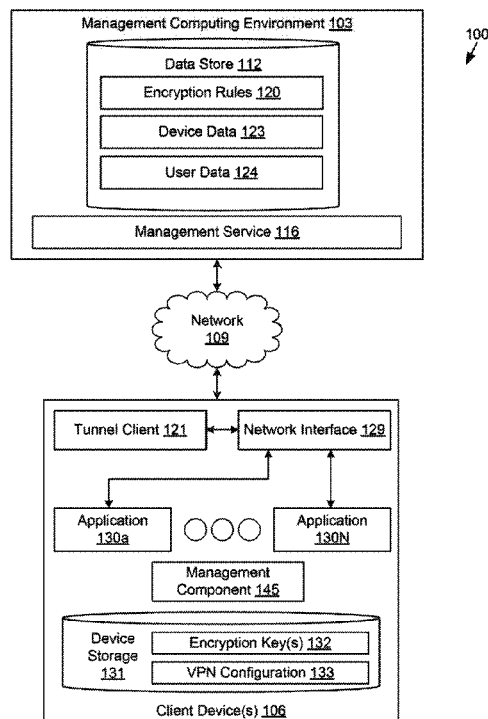 Management Computing Environment 103
100
Data Store 112
Encryption Rules 120
Device Data 123
User Data 124
Management Service 116
Network
109
Tunnel Client 121
Network Interface 129
Application
130a
Application
130N
Management
Component 145
Device
Storage
131
Encryption Key(s) 132
VPN Configuration 133
Client Device(s) 106